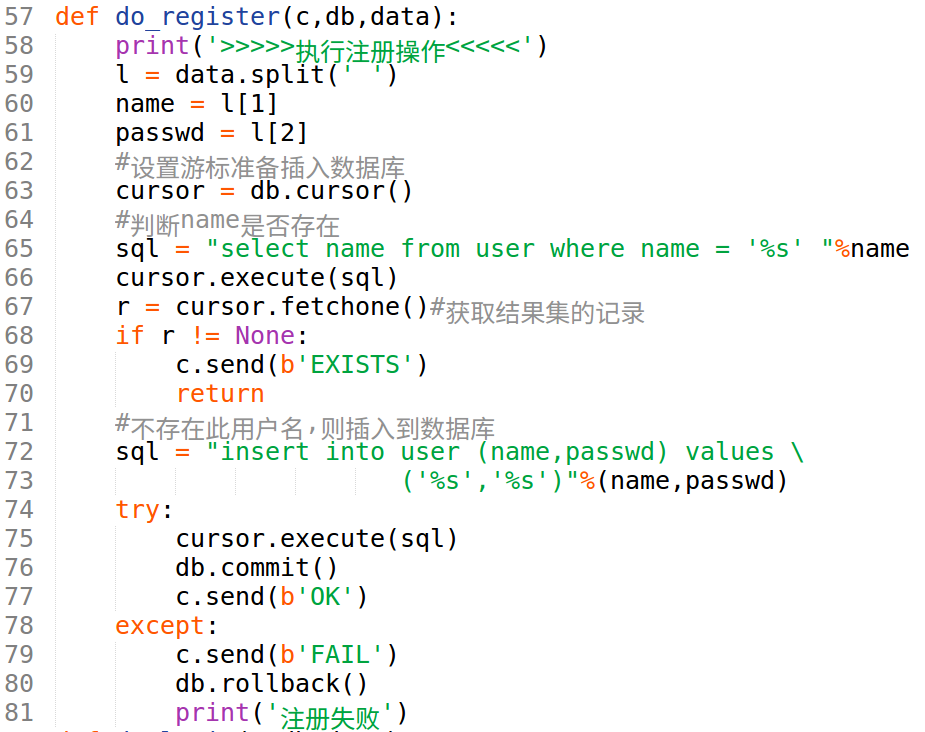 57 def do_register(c,db,data):
58     print('>>>>>执行注册操作<<<<<')
59     l = data.split(' ')
60     name = l[1]
61     passwd = l[2]
62     #设置游标准备插入数据库
63     cursor = db.cursor()
64     #判断name是否存在
65     sql = "select name from user where name = '%s' "%name
66     cursor.execute(sql)
67     r = cursor.fetchone()#获取结果集的记录
68     if r != None:
69         c.send(b'EXISTS')
70         return
71     #不存在此用户名,则插入到数据库
72     sql = "insert into user (name,passwd) values \
73                        ('%s','%s')"%(name,passwd)
74     try:
75         cursor.execute(sql)
76         db.commit()
77         c.send(b'OK')
78     except:
79         c.send(b'FAIL')
80         db.rollback()
81         print('注册失败')